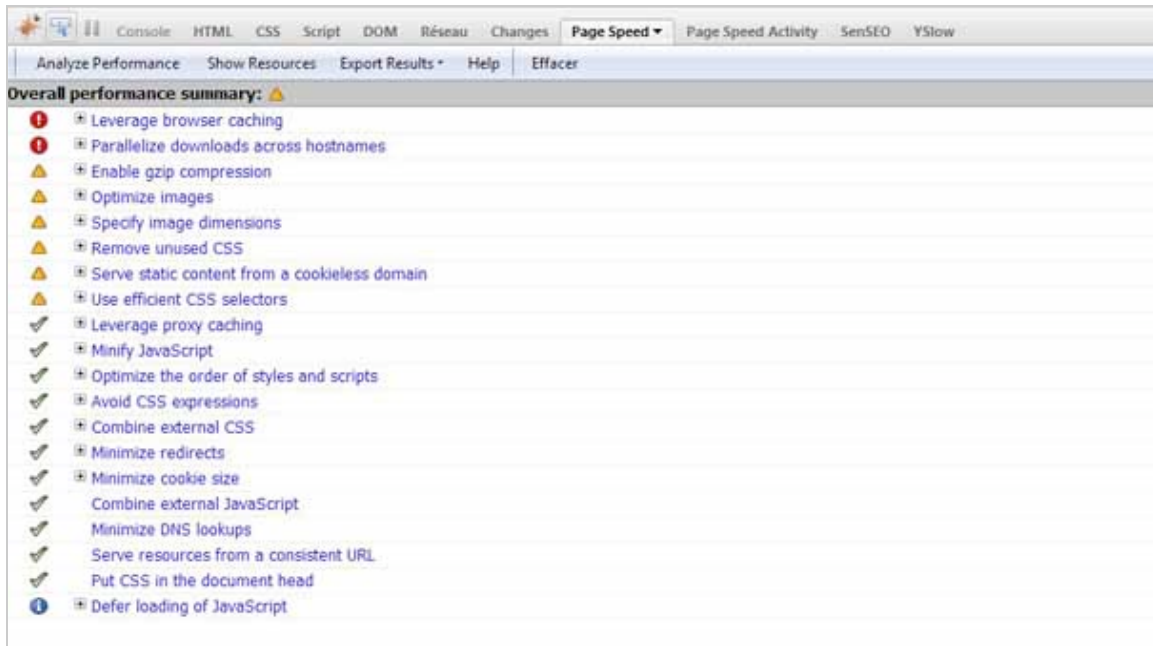 Console HTML CSS Script DOM Réseau Changes Page Speed Page Speed Activity SenSEO YSlow
Analyze Performance Show Resources Export Results Help Effacer
Overall performance summary:
Leverage browser caching
Parallelize downloads across hostnames
Enable gzip compression
Optimize images
Specify image dimensions
Remove unused CSS
Serve static content from a cookieless domain
Use efficient CSS selectors
Leverage proxy caching
Minify JavaScript
Optimize the order of styles and scripts
Avoid CSS expressions
Combine external CSS
Minimize redirects
Minimize cookie size
Combine external JavaScript
Minimize DNS lookups
Serve resources from a consistent URL
Put CSS in the document head
Defer loading of JavaScript